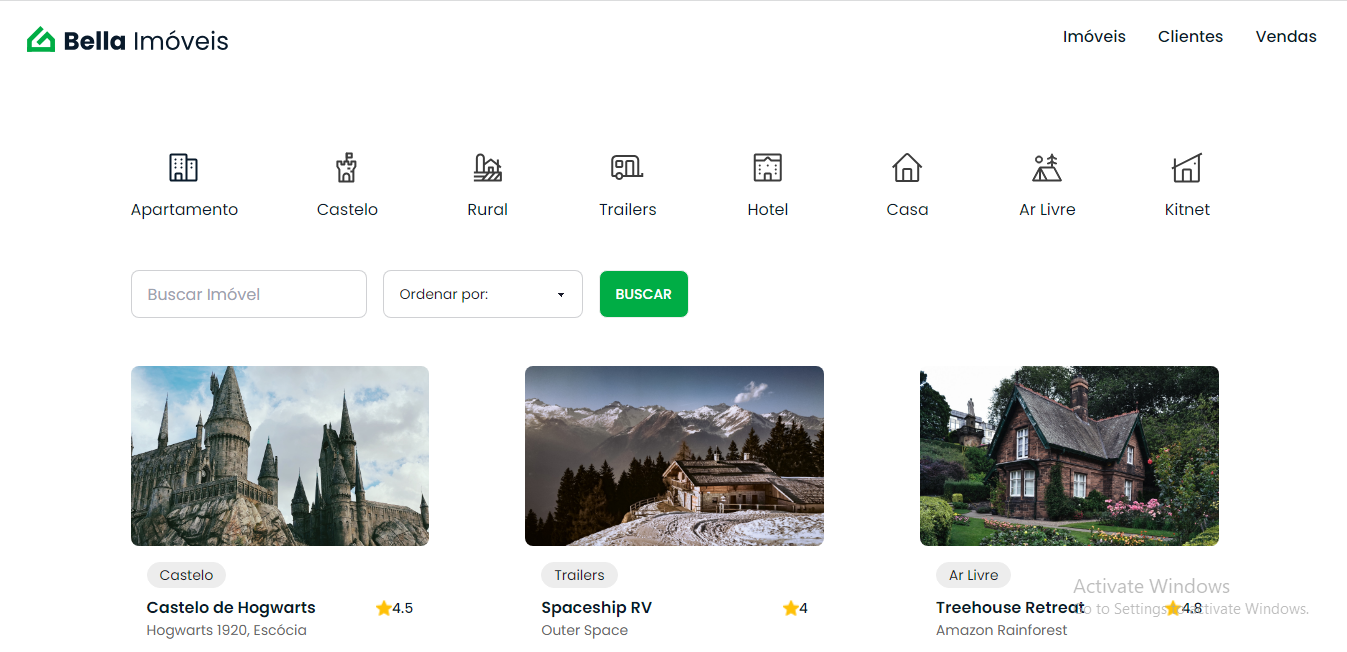 Bella Imóveis
Imóveis Clientes Vendas
Apartamento Castelo Rural Trailers Hotel Casa Ar Livre Kitnet
Buscar Imóvel Ordenar por: BUSCAR
Castelo
Castelo de Hogwarts 4.5
Hogwarts 1920, Escócia
Trailers
Spaceship RV 4
Outer Space
Ar Livre
Treehouse Retreat 4.8
Amazon Rainforest
Activate Windows
Go to Settings to activate Windows.